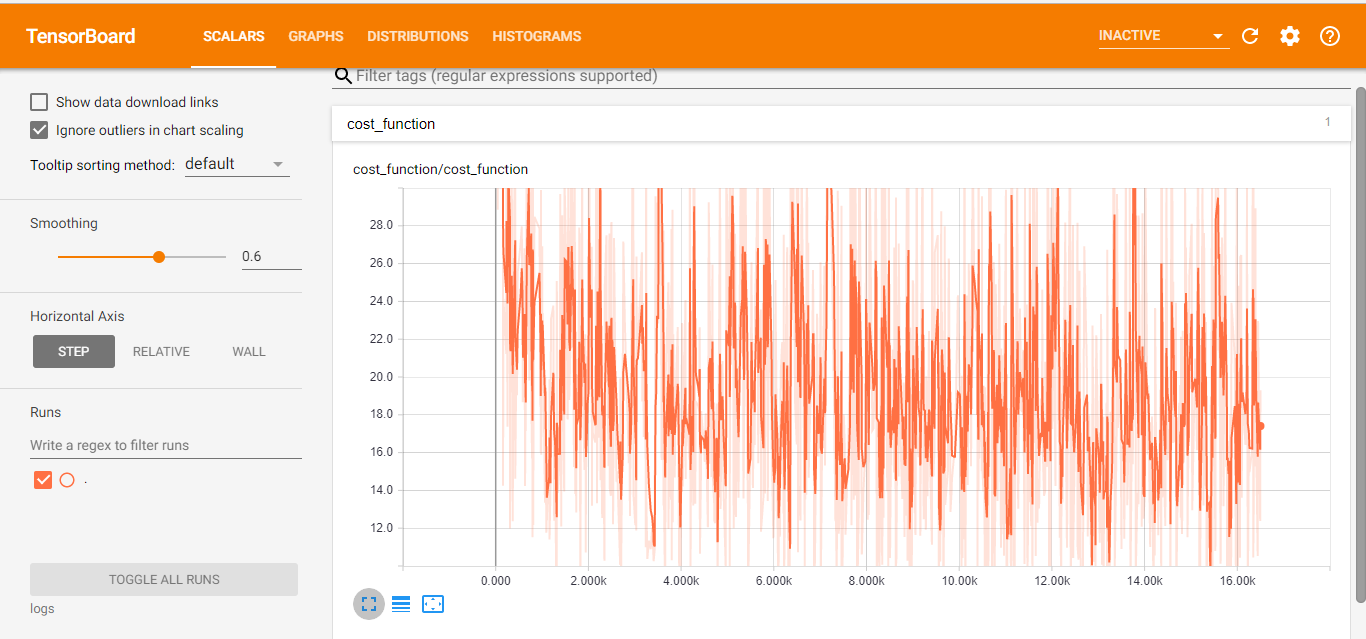 TensorBoard SCALARS GRAPHS DISTRIBUTIONS HISTOGRAMS INACTIVE
Filter tags (regular expressions supported)
Show data download links
Ignore outliers in chart scaling
Tooltip sorting method: default
Smoothing
0.6
Horizontal Axis
STEP RELATIVE WALL
Runs
Write a regex to filter runs
.
TOGGLE ALL RUNS
logs
cost_function 1
cost_function/cost_function
28.0
26.0
24.0
22.0
20.0
18.0
16.0
14.0
12.0
0.000 2.000k 4.000k 6.000k 8.000k 10.00k 12.00k 14.00k 16.00k